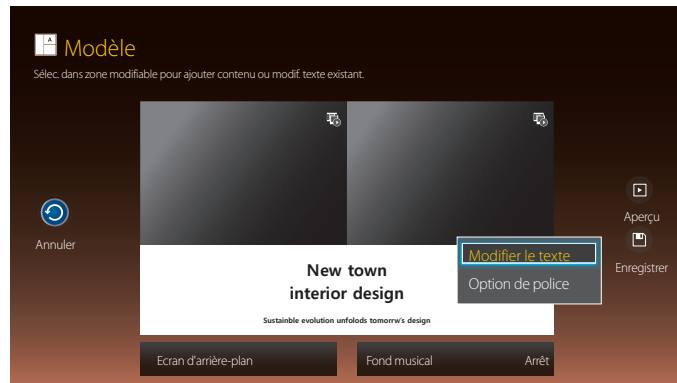 A
Modèle
Sélec. dans zone modifiable pour ajouter contenu ou modif. texte existant.
Annuler
New town
interior design
Sustainble evolution unfolods tomorrw's design
Modifier le texte
Option de police
Aperçu
Enregistrer
Ecran d'arrière-plan
Fond musical Arrêt